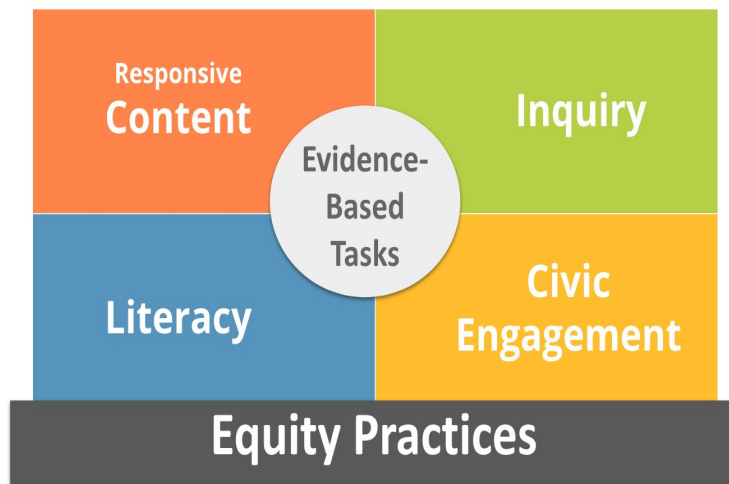 Responsive
Content
Inquiry
Evidence-
Based
Tasks
Literacy
Civic
Engagement
Equity Practices